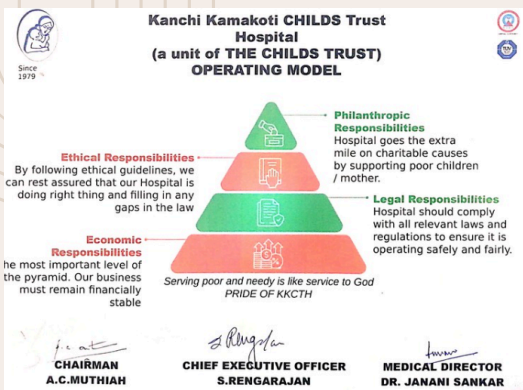 Kanchi Kamakoti CHILDS Trust
Hospital
(a unit of THE CHILDS TRUST)
OPERATING MODEL
Since
1979
Philanthropic
Responsibilities
Hospital goes the extra
mile on charitable causes
by supporting poor children
/ mother.
Ethical Responsibilities
By following ethical guidelines, we
can rest assured that our Hospital is
doing right thing and filling in any
gaps in the law
Legal Responsibilities
Hospital should comply
with all relevant laws and
regulations to ensure it is
operating safely and fairly.
Economic
Responsibilities
he most important level of
the pyramid. Our business
must remain financially
stable
Serving poor and needy is like service to God
PRIDE OF KKCTH
CHAIRMAN
A.C.MUTHIAH
CHIEF EXECUTIVE OFFICER
S.RENGARAJAN
MEDICAL DIRECTOR
DR. JANANI SANKAR